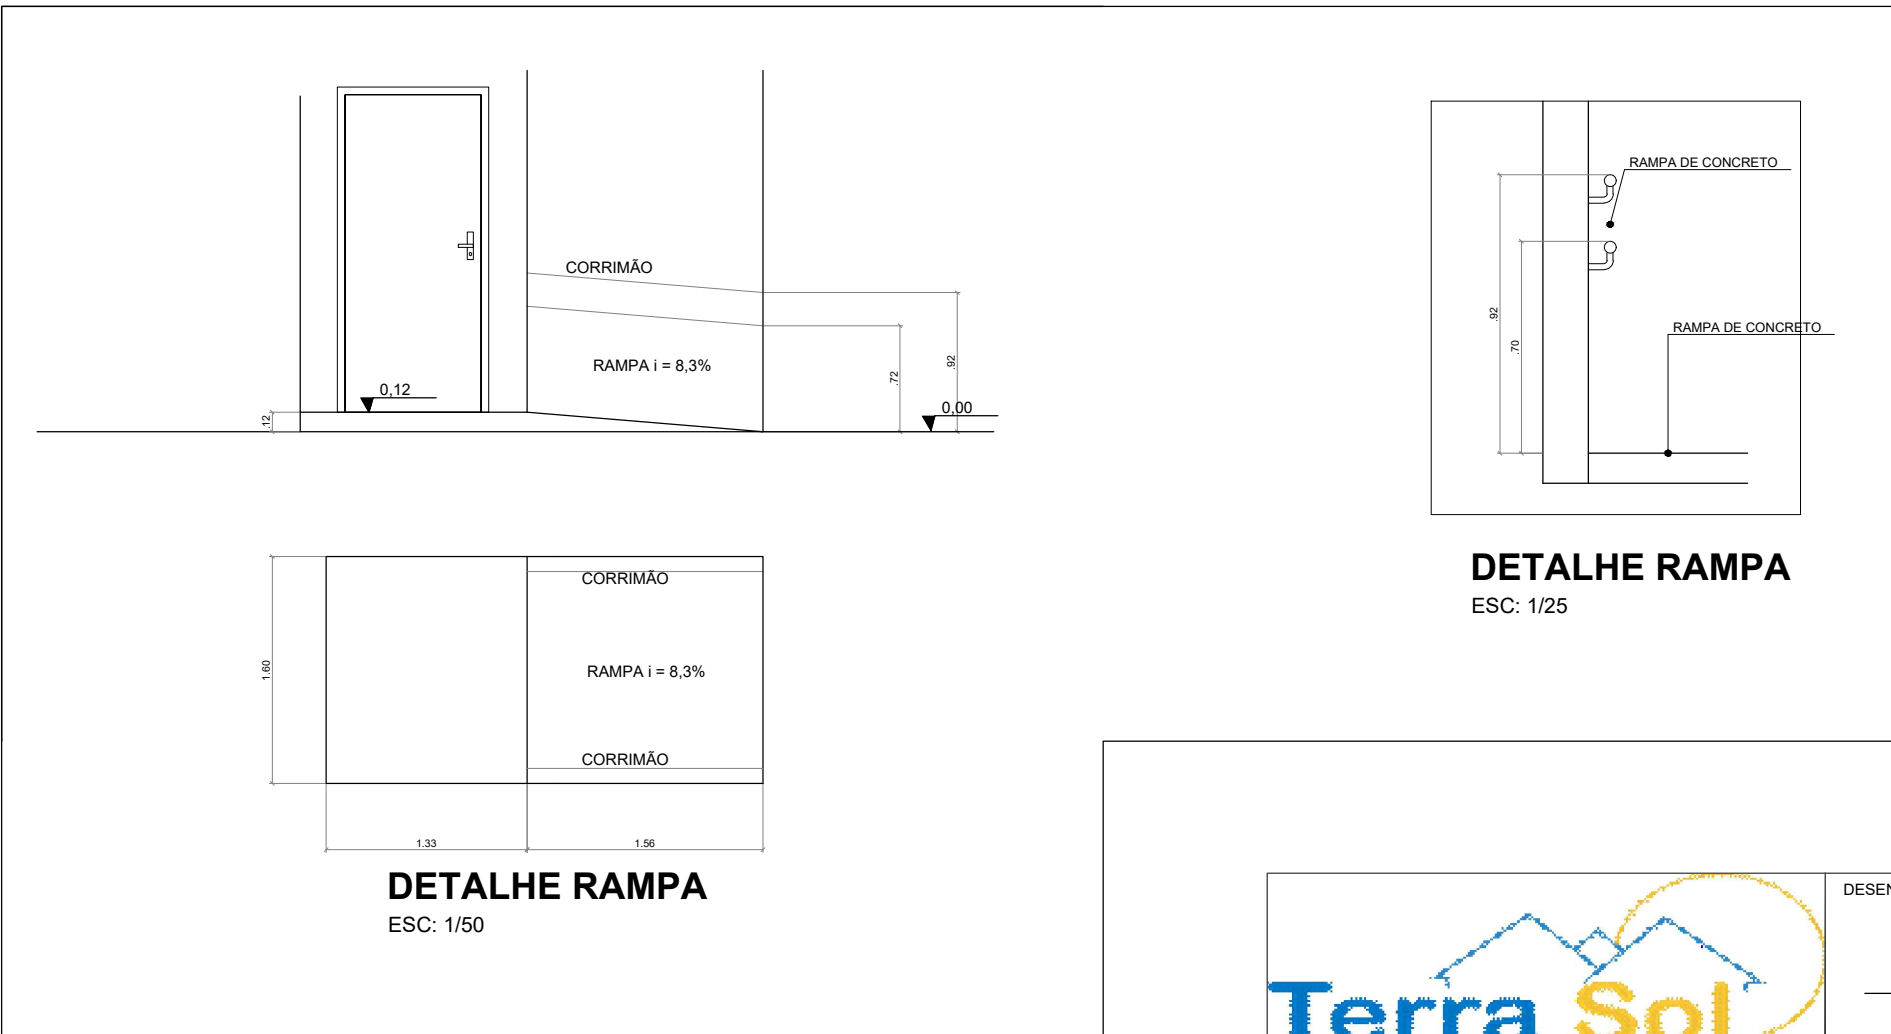 CORRIMÃO
RAMPA i = 8,3%
0,12
.12
.72
.92
0,00
CORRIMÃO
RAMPA i = 8,3%
CORRIMÃO
1.60
1.33
1.56
DETALHE RAMPA
ESC: 1/50
RAMPA DE CONCRETO
RAMPA DE CONCRETO
.92
.70
DETALHE RAMPA
ESC: 1/25
Terra Sol